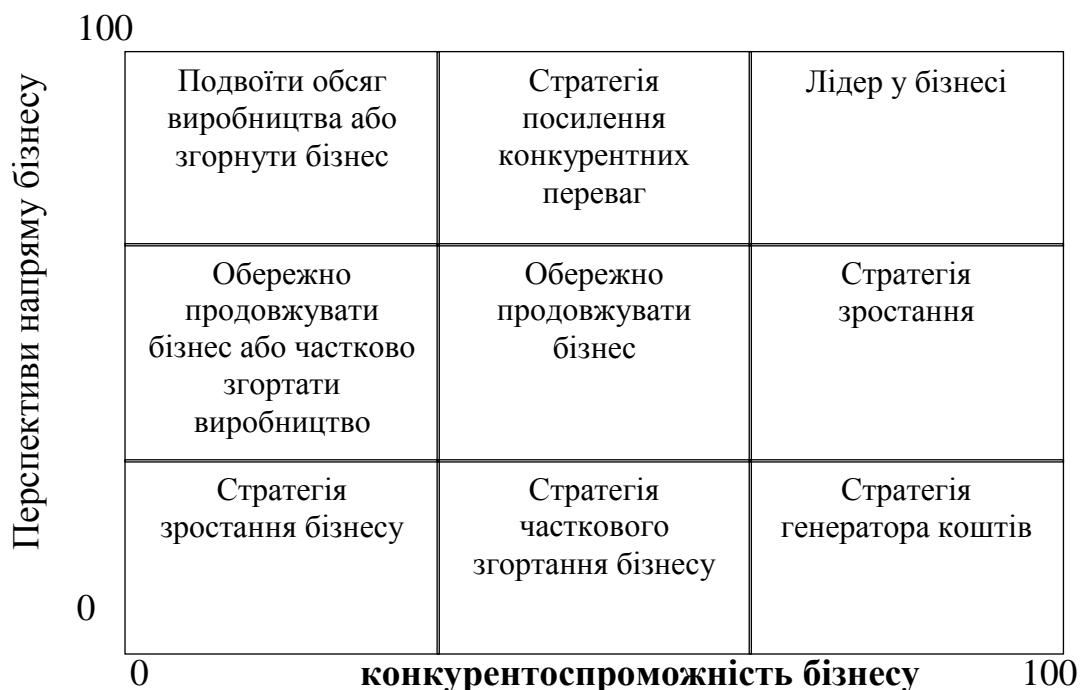 100
Перспективи напряму бізнесу
Подвоїти обсяг
виробництва або
згорнути бізнес
Стратегія
посилення
конкурентних
переваг
Лідер у бізнесі
Обережно
продовжувати
бізнес або частково
згортати
виробництво
Обережно
продовжувати
бізнес
Стратегія
зростання
Стратегія
зростання бізнесу
Стратегія
часткового
згортання бізнесу
Стратегія
генератора коштів
0
0
конкурентоспроможність бізнесу
100